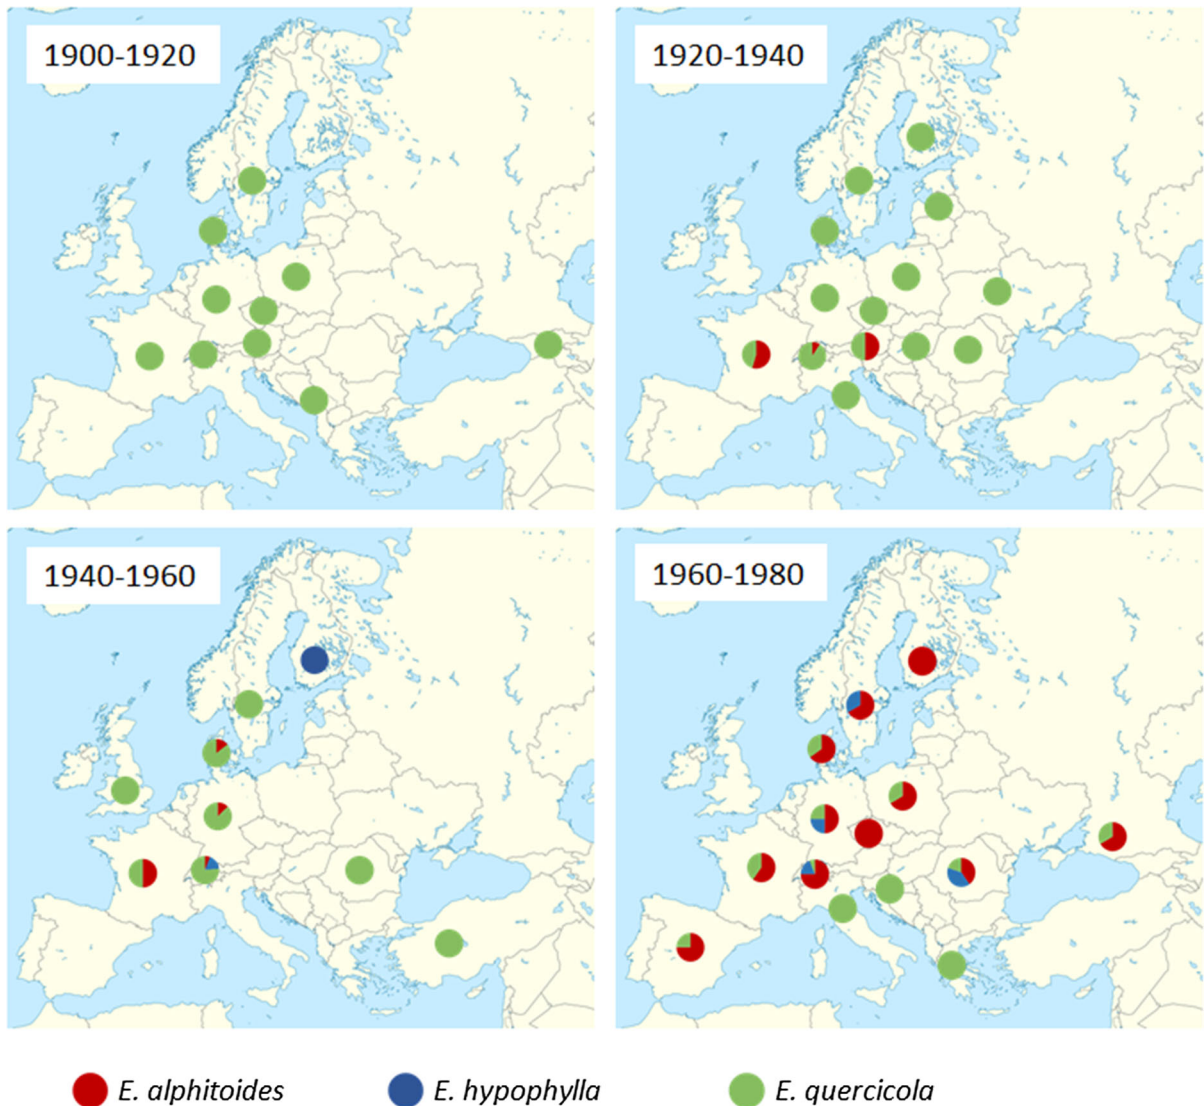 1900-1920
1920-1940
1940-1960
1960-1980
E. alphitoides
E. hypophylla
E. quercicola